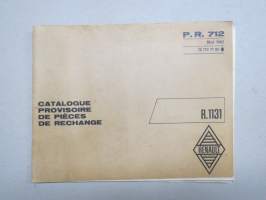 P. R. 712
CATALOGUE
PROVISOIRE
DE PIÈCES
DE RECHANGE
R.1131
RENAULT